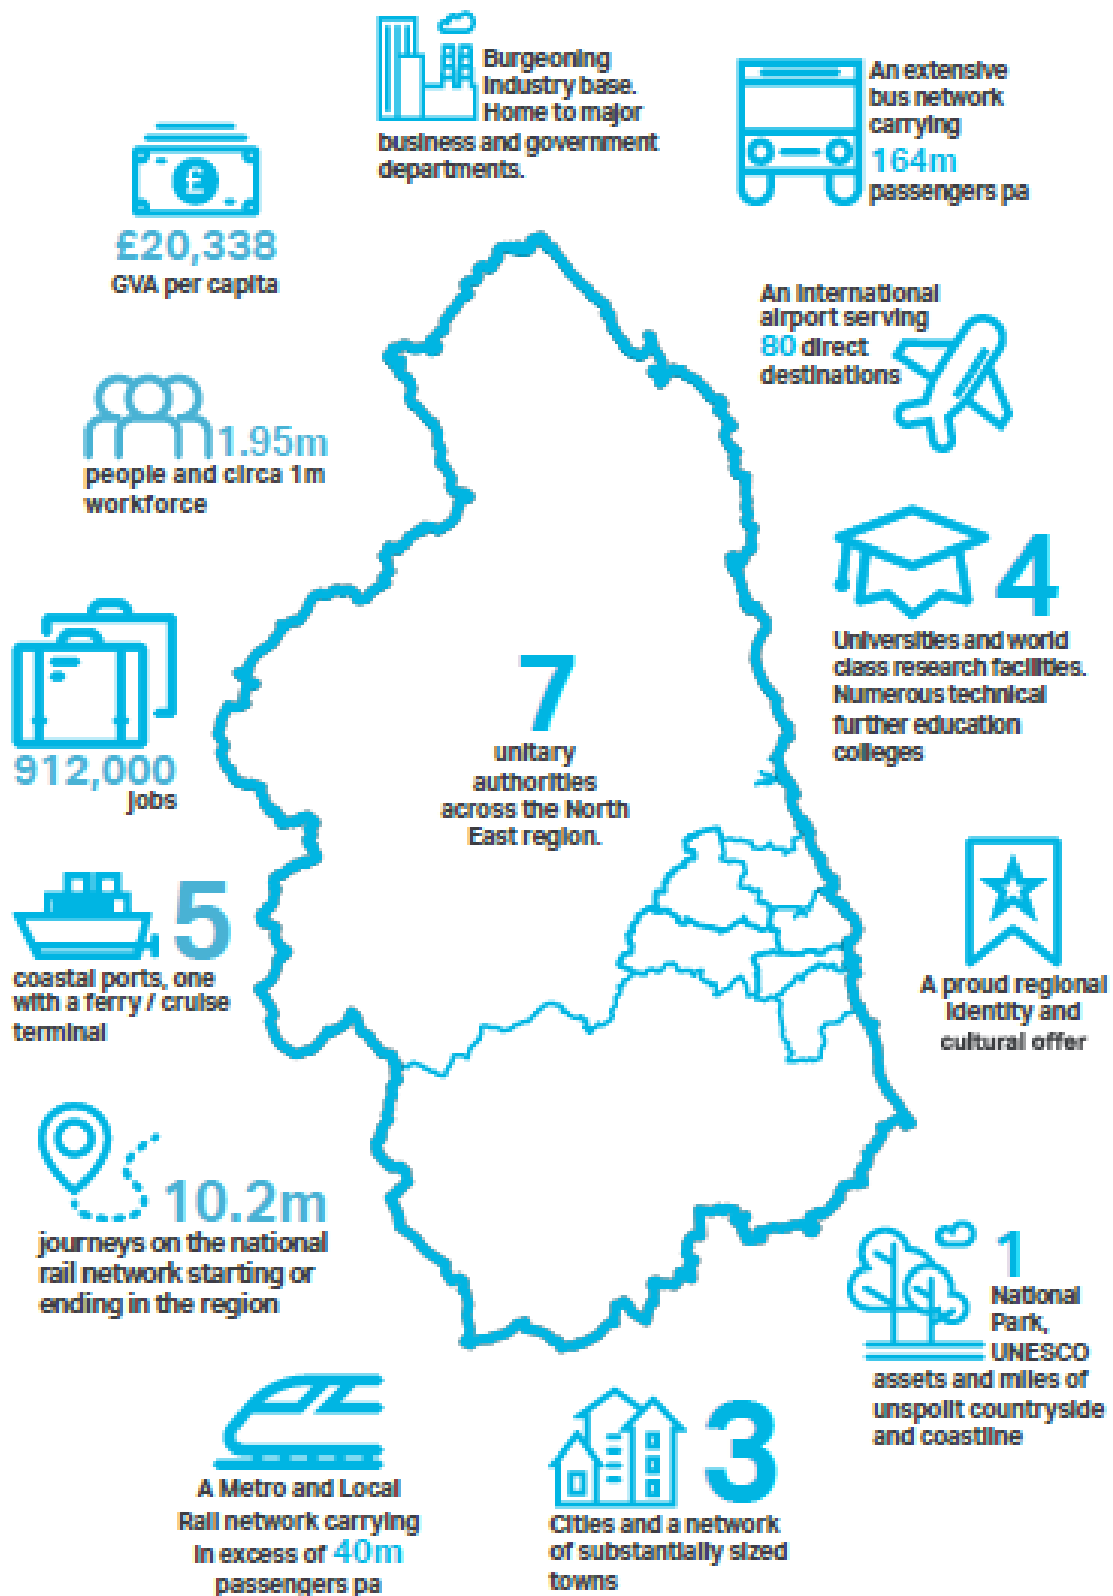 Burgeoning
industry base.
Home to major
business and government
departments.
An extensive
bus network
carrying
164m
passengers pa
£
£20,338
GVA per capita
An international
airport serving
80 direct
destinations
1.95m
people and circa 1m
workforce
4
Universities and world
class research facilities.
Numerous technical
further education
colleges
912,000
jobs
7
unitary
authorities
across the North
East region.
5
coastal ports, one
with a ferry / cruise
terminal
A proud regional
identity and
cultural offer
10.2m
journeys on the national
rail network starting or
ending in the region
1
National
Park,
UNESCO
assets and miles of
unspoilt countryside
and coastline
A Metro and Local
Rail network carrying
in excess of 40m
passengers pa
3
Cities and a network
of substantially sized
towns